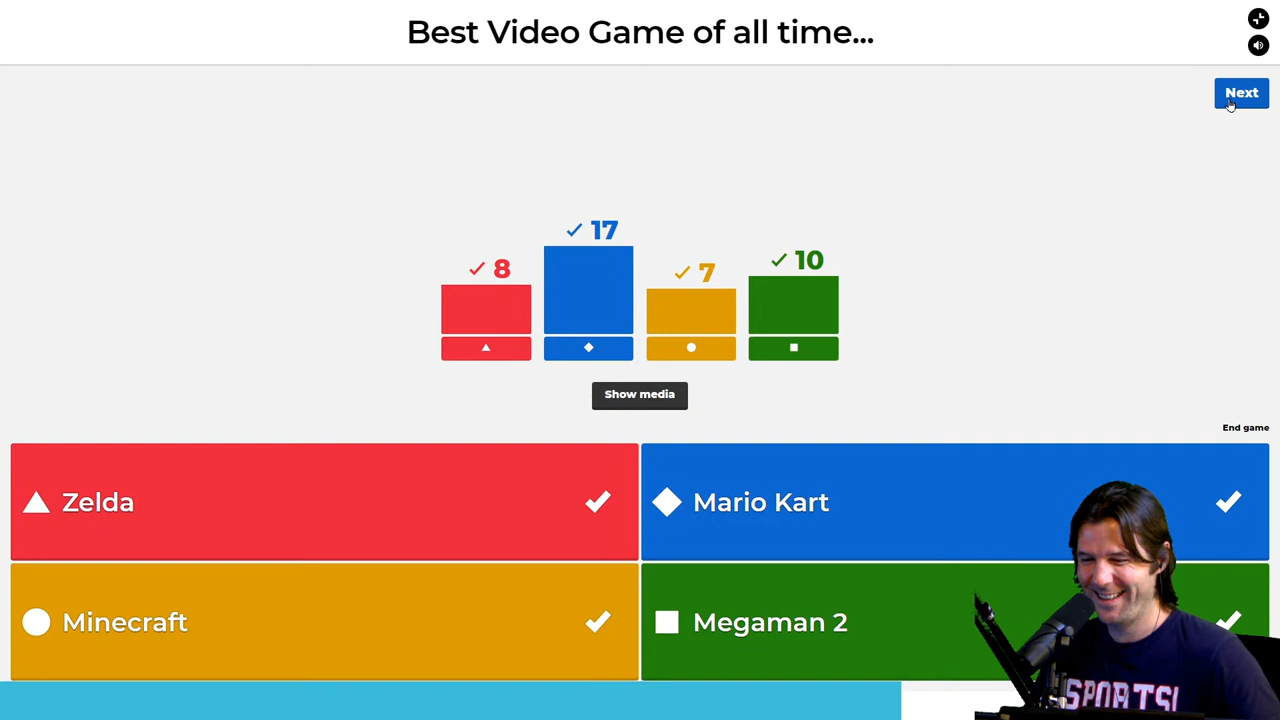 Best Video Game of all time...
Next
8
17
7
10
Show media
End game
Zelda
Mario Kart
Minecraft
Megaman 2
SPORTS!